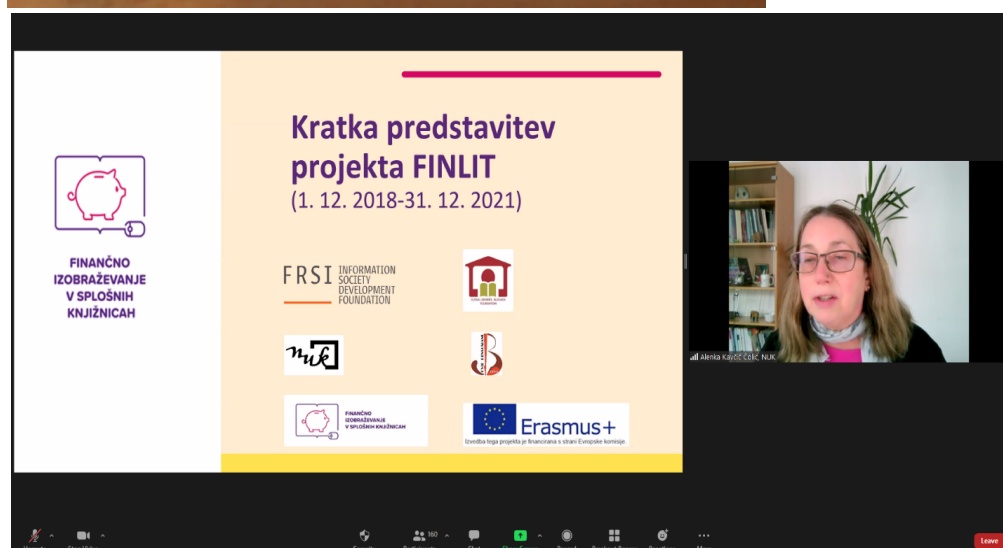 FINANČNO
IZOBRAŽEVANJE
V SPLOŠNIH
KNJIŽNICAH
Kratka predstavitev
projekta FINLIT
(1. 12. 2018-31. 12. 2021)
FRSI INFORMATION
SOCIETY
DEVELOPMENT
FOUNDATION
nuk
FINANČNO
IZOBRAŽEVANJE
V SPLOŠNIH KNJIŽNICAH
Erasmus+
Izvedba tega projekta je financirana s strani Evropske komisije.
Alenka Kavčič Čolić, NUK
160
Leave